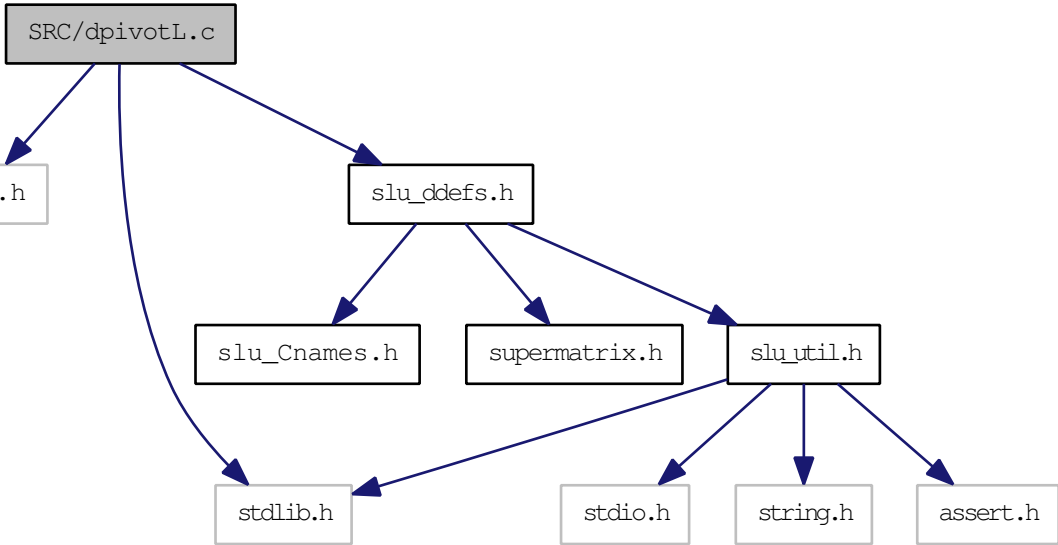 SRC/dpivotL.c
.h
slu_ddefs.h
slu_Cnames.h
supermatrix.h
slu_util.h
stdlib.h
stdio.h
string.h
assert.h